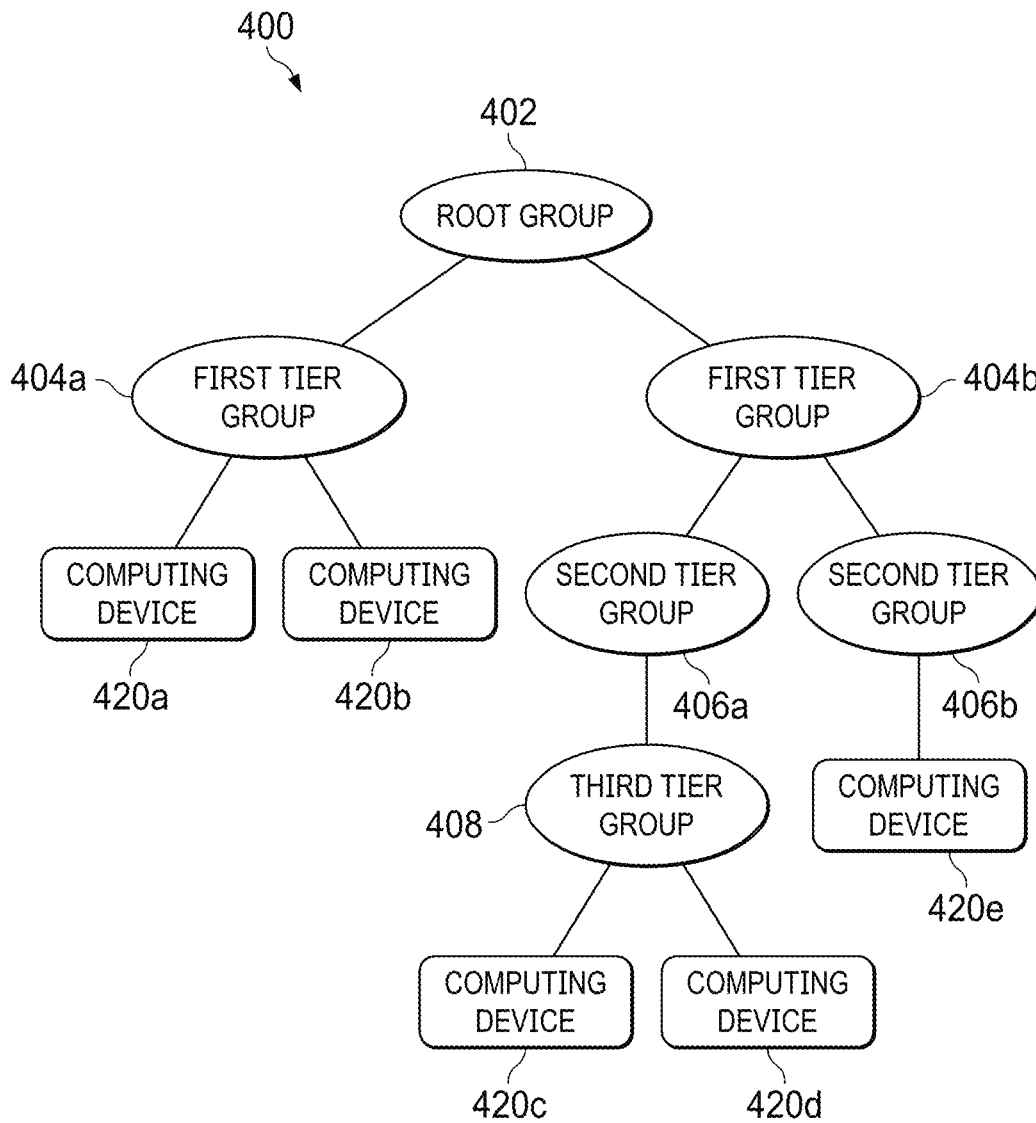 400
402
ROOT GROUP
404a
FIRST TIER
GROUP
FIRST TIER
GROUP
404b
COMPUTING
DEVICE
COMPUTING
DEVICE
SECOND TIER
GROUP
SECOND TIER
GROUP
420a
420b
406a
406b
408
THIRD TIER
GROUP
COMPUTING
DEVICE
420e
COMPUTING
DEVICE
COMPUTING
DEVICE
420c
420d